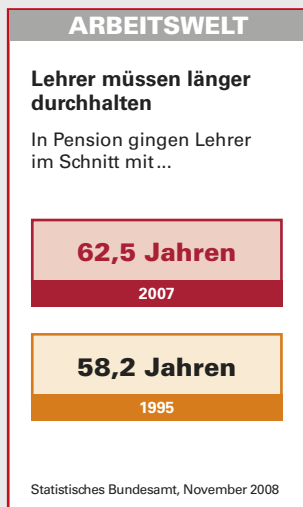 ARBEITSWELT
Lehrer müssen länger
durchhalten
In Pension gingen Lehrer
im Schnitt mit ...
62,5 Jahren
2007
58,2 Jahren
1995
Statistisches Bundesamt, November 2008